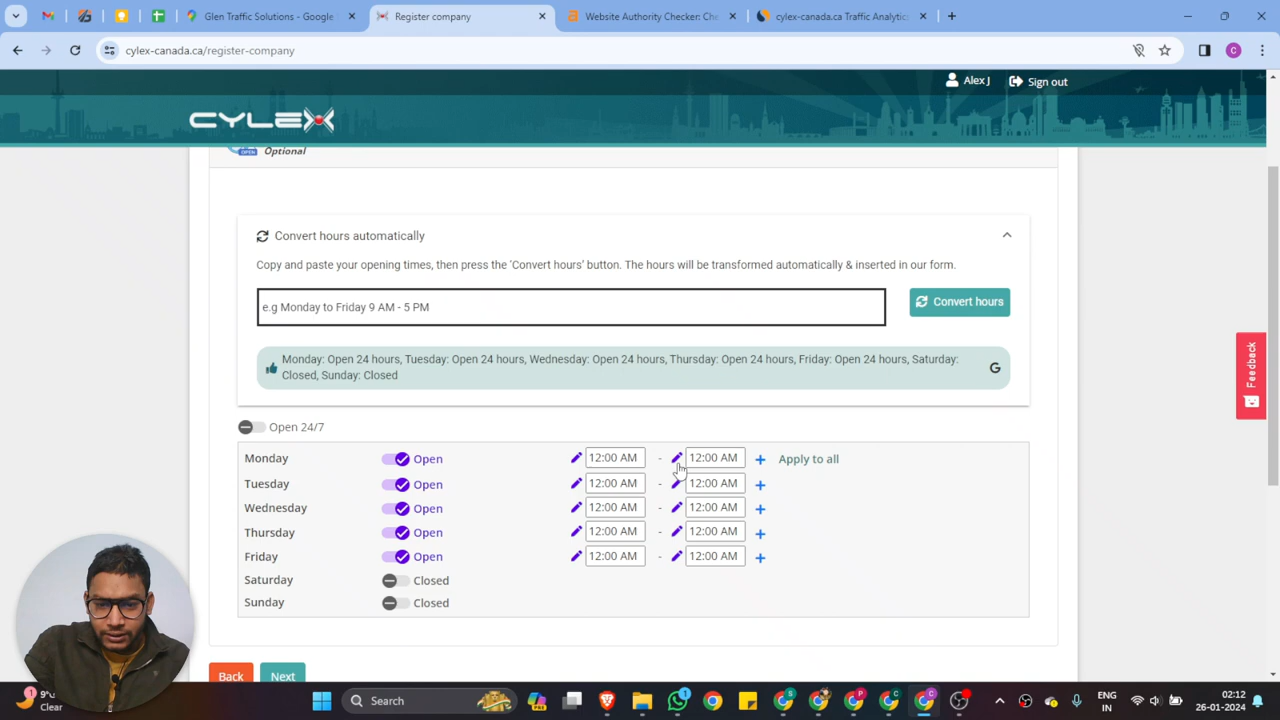 Glen Traffic Solutions - Google
Register company
Website Authority Checker: Ch
cylex-canada.ca Traffic Analytic
cylex-canada.ca/register-company
C
Alex J
Sign out
CYLEX
OPEN
Optional
Convert hours automatically
Copy and paste your opening times, then press the 'Convert hours' button. The hours will be transformed automatically & inserted in our form.
e.g Monday to Friday 9 AM - 5 PM
Convert hours
Monday: Open 24 hours, Tuesday: Open 24 hours, Wednesday: Open 24 hours, Thursday: Open 24 hours, Friday: Open 24 hours, Saturday:
Closed, Sunday: Closed
G
Feedback
Open 24/7
Monday Open 12:00 AM - 12:00 AM + Apply to all
Tuesday Open 12:00 AM - 12:00 AM +
Wednesday Open 12:00 AM - 12:00 AM +
Thursday Open 12:00 AM - 12:00 AM +
Friday Open 12:00 AM - 12:00 AM +
Saturday Closed
Sunday Closed
Back
Next
1
9°
Clear
Search
PRE
1
ENG
IN
02:12
26-01-2024